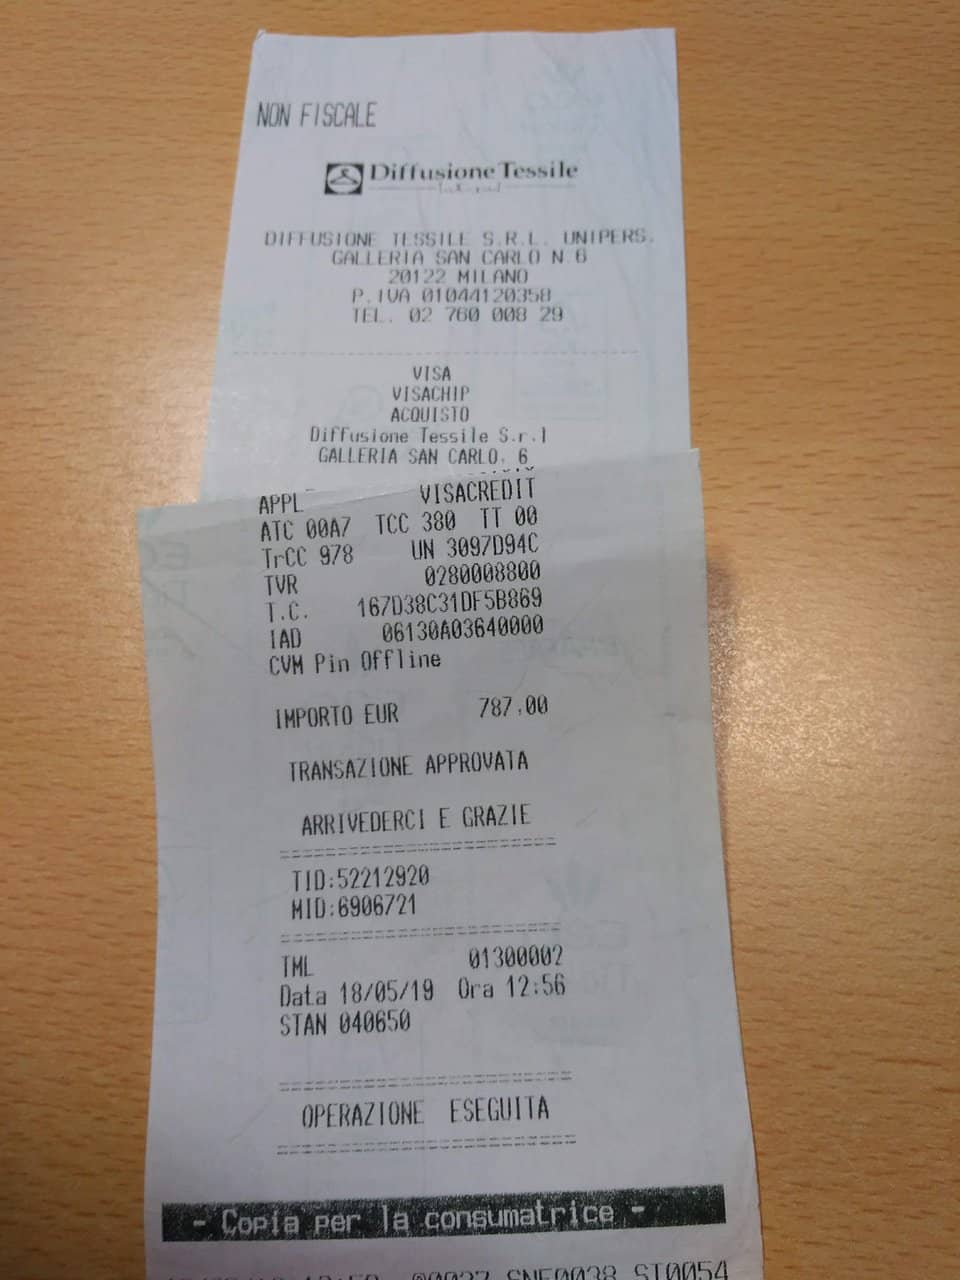 NON FISCALE
Diffusione Tessile
DIFFUSIONE TESSILE S.R.L. UNIPERS.
GALLERIA SAN CARLO N.6
20122 MILANO
P.IVA 01044120358
TEL. 02 760 008 29
VISA
VISACHIP
ACQUISTO
Diffusione Tessile S.r.l
GALLERIA SAN CARLO, 6
APPL VISACREDIT
ATC 00A7 TCC 380 TT 00
TrCC 978 UN 3097D94C
TVR 0280008800
T.C. 167D38C31DF5B869
IAD 06130A03640000
CVM Pin Offline
IMPORTO EUR 787,00
TRANSAZIONE APPROVATA
ARRIVEDERCI E GRAZIE
TID:52212920
MID:6906721
TML 01300002
Data 18/05/19 Ora 12:56
STAN 040650
OPERAZIONE ESEGUITA
- Copia per la consumatrice -
SNF0038 ST0054